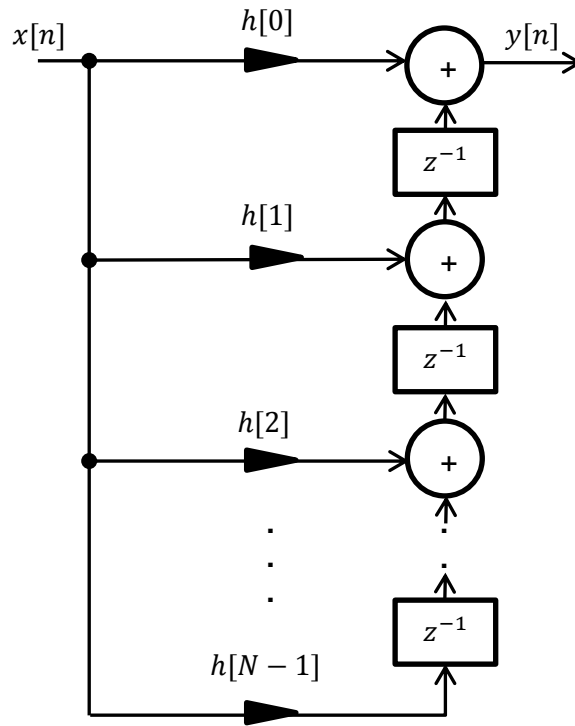 x[n] h[0] + y[n]
z⁻¹
h[1] +
z⁻¹
h[2] +
z⁻¹
h[N − 1]